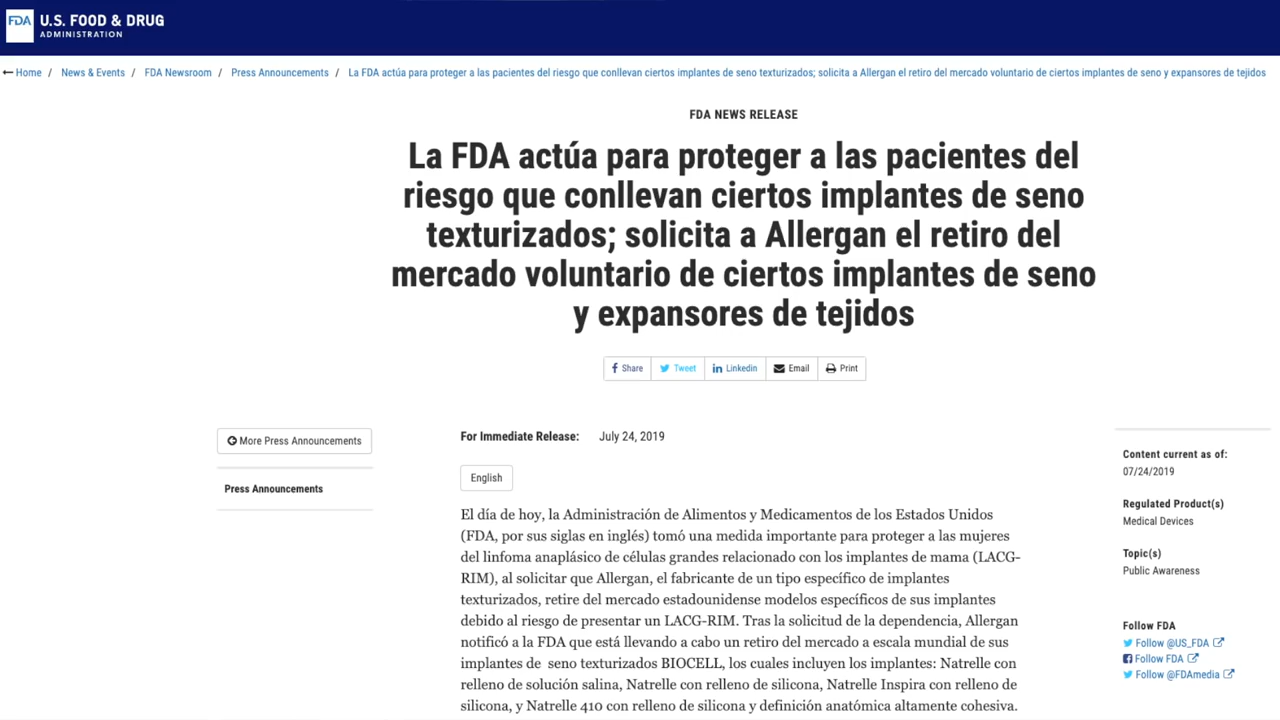 FDA U.S. FOOD & DRUG
ADMINISTRATION
Home / News & Events / FDA Newsroom / Press Announcements / La FDA actúa para proteger a las pacientes del riesgo que conllevan ciertos implantes de seno texturizados; solicita a Allergan el retiro del mercado voluntario de ciertos implantes de seno y expansores de tejidos
FDA NEWS RELEASE
La FDA actúa para proteger a las pacientes del
riesgo que conllevan ciertos implantes de seno
texturizados; solicita a Allergan el retiro del
mercado voluntario de ciertos implantes de seno
y expansores de tejidos
Share Tweet Linkedin Email Print
More Press Announcements
Press Announcements
For Immediate Release: July 24, 2019
English
El día de hoy, la Administración de Alimentos y Medicamentos de los Estados Unidos
(FDA, por sus siglas en inglés) tomó una medida importante para proteger a las mujeres
del linfoma anaplásico de células grandes relacionado con los implantes de mama (LACG-
RIM), al solicitar que Allergan, el fabricante de un tipo específico de implantes
texturizados, retire del mercado estadounidense modelos específicos de sus implantes
debido al riesgo de presentar un LACG-RIM. Tras la solicitud de la dependencia, Allergan
notificó a la FDA que está llevando a cabo un retiro del mercado a escala mundial de sus
implantes de seno texturizados BIOCELL, los cuales incluyen los implantes: Natrelle con
relleno de solución salina, Natrelle con relleno de silicona, Natrelle Inspira con relleno de
silicona, y Natrelle 410 con relleno de silicona y definición anatómica altamente cohesiva.
Content current as of:
07/24/2019
Regulated Product(s)
Medical Devices
Topic(s)
Public Awareness
Follow FDA
Follow @US_FDA
Follow FDA
Follow @FDAmedia